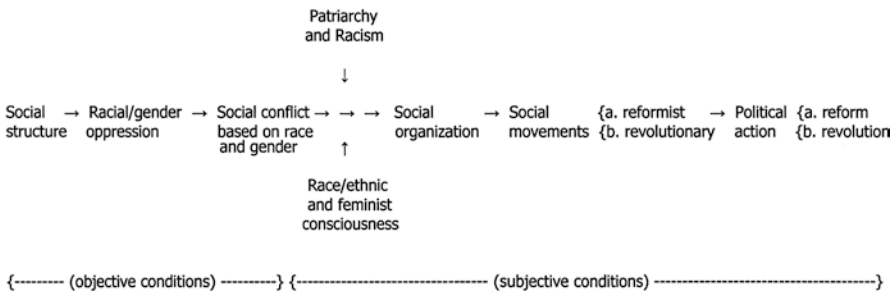 Patriarchy
and Racism
↓
Social → Racial/gender → Social conflict → → → Social → Social {a. reformist → Political {a. reform
structure oppression based on race organization movements {b. revolutionary action {b. revolution
and gender ↑
Race/ethnic
and feminist
consciousness
{--------- (objective conditions) ----------} {-------------------------------- (subjective conditions) -------------------------------------}